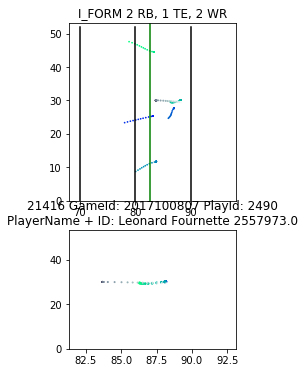 I_FORM 2 RB, 1 TE, 2 WR
50
40
30
20
10
0
70 80 90
21416 GameId: 2017100807 PlayId: 2490
PlayerName + ID: Leonard Fournette 2557973.0
40
20
0
82.5 85.0 87.5 90.0 92.5